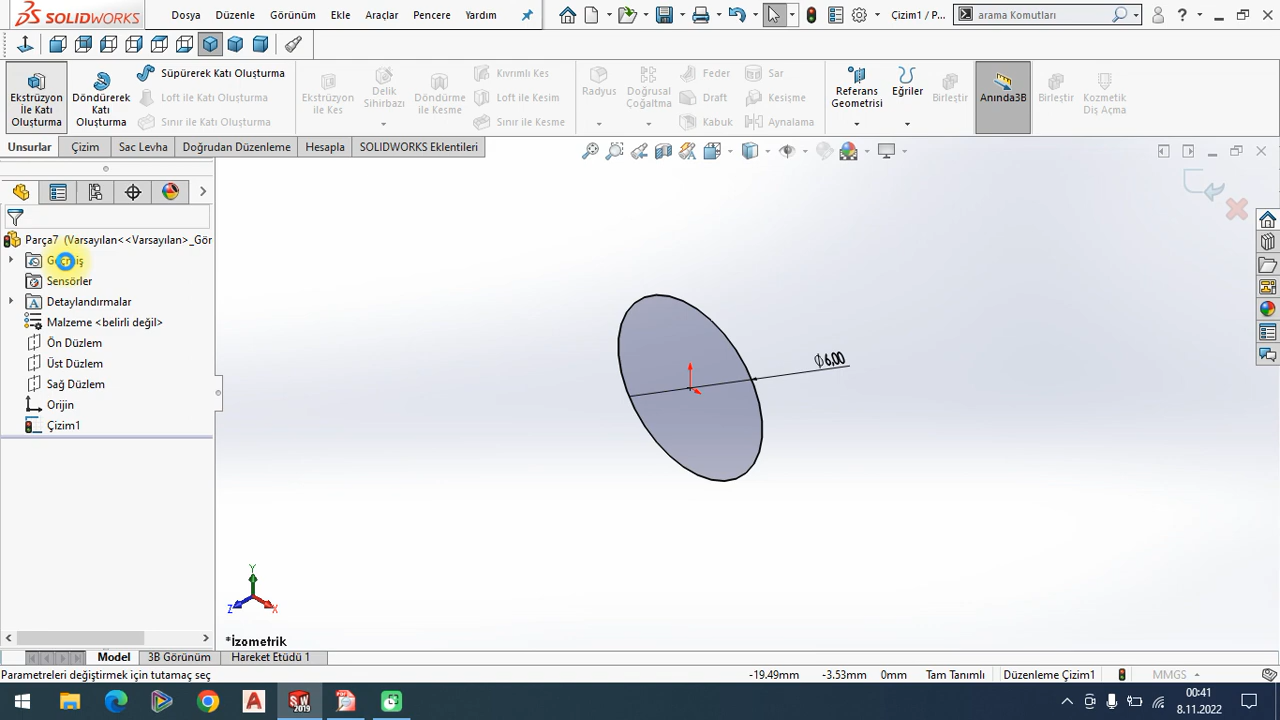 SOLIDWORKS Dosya Düzenle Görünüm Ekle Araçlar Pencere Yardım Çizim1 / P... arama Komutları
Ekstrüzyon İle Katı Oluşturma
Döndürerek Katı Oluşturma
Süpürerek Katı Oluşturma
Loft ile Katı Oluşturma
Sınır ile Katı Oluşturma
Ekstrüzyon ile Kes
Delik Sihirbazı
Döndürme ile Kesme
Kıvrımlı Kes
Loft ile Kesim
Sınır ile Kesme
Radyus
Doğrusal Çoğaltma
Feder
Draft
Kabuk
Sar
Kesişme
Aynalama
Referans Geometrisi
Eğriler
Birleştir
Anında3B
Birleştir
Kozmetik Diş Açma
Unsurlar Çizim Sac Levha Doğrudan Düzenleme Hesapla SOLIDWORKS Eklentileri
Parça7 (Varsayılan<<Varsayılan>_Gör
Sensörler
Detaylandırmalar
Malzeme <belirli değil>
Ön Düzlem
Üst Düzlem
Sağ Düzlem
Orijin
Çizim1
Ø6,00
Y
Z
X
*İzometrik
Model 3B Görünüm Hareket Etüdü 1
Parametreleri değiştirmek için tutamaç seç -19.49mm -3.53mm 0mm Tam Tanımlı Düzenleme Çizim1 MMGS
SW 2019
00:41
8.11.2022